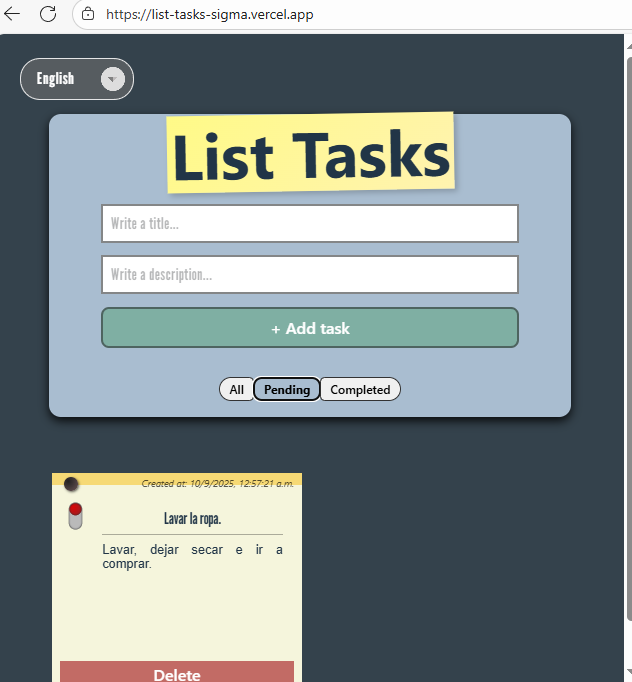 https://list-tasks-sigma.vercel.app
English
List Tasks
Write a title...
Write a description...
+ Add task
All Pending Completed
Created at: 10/9/2025, 12:57:21 a.m.
Lavar la ropa.
Lavar, dejar secar e ir a
comprar.
Delete